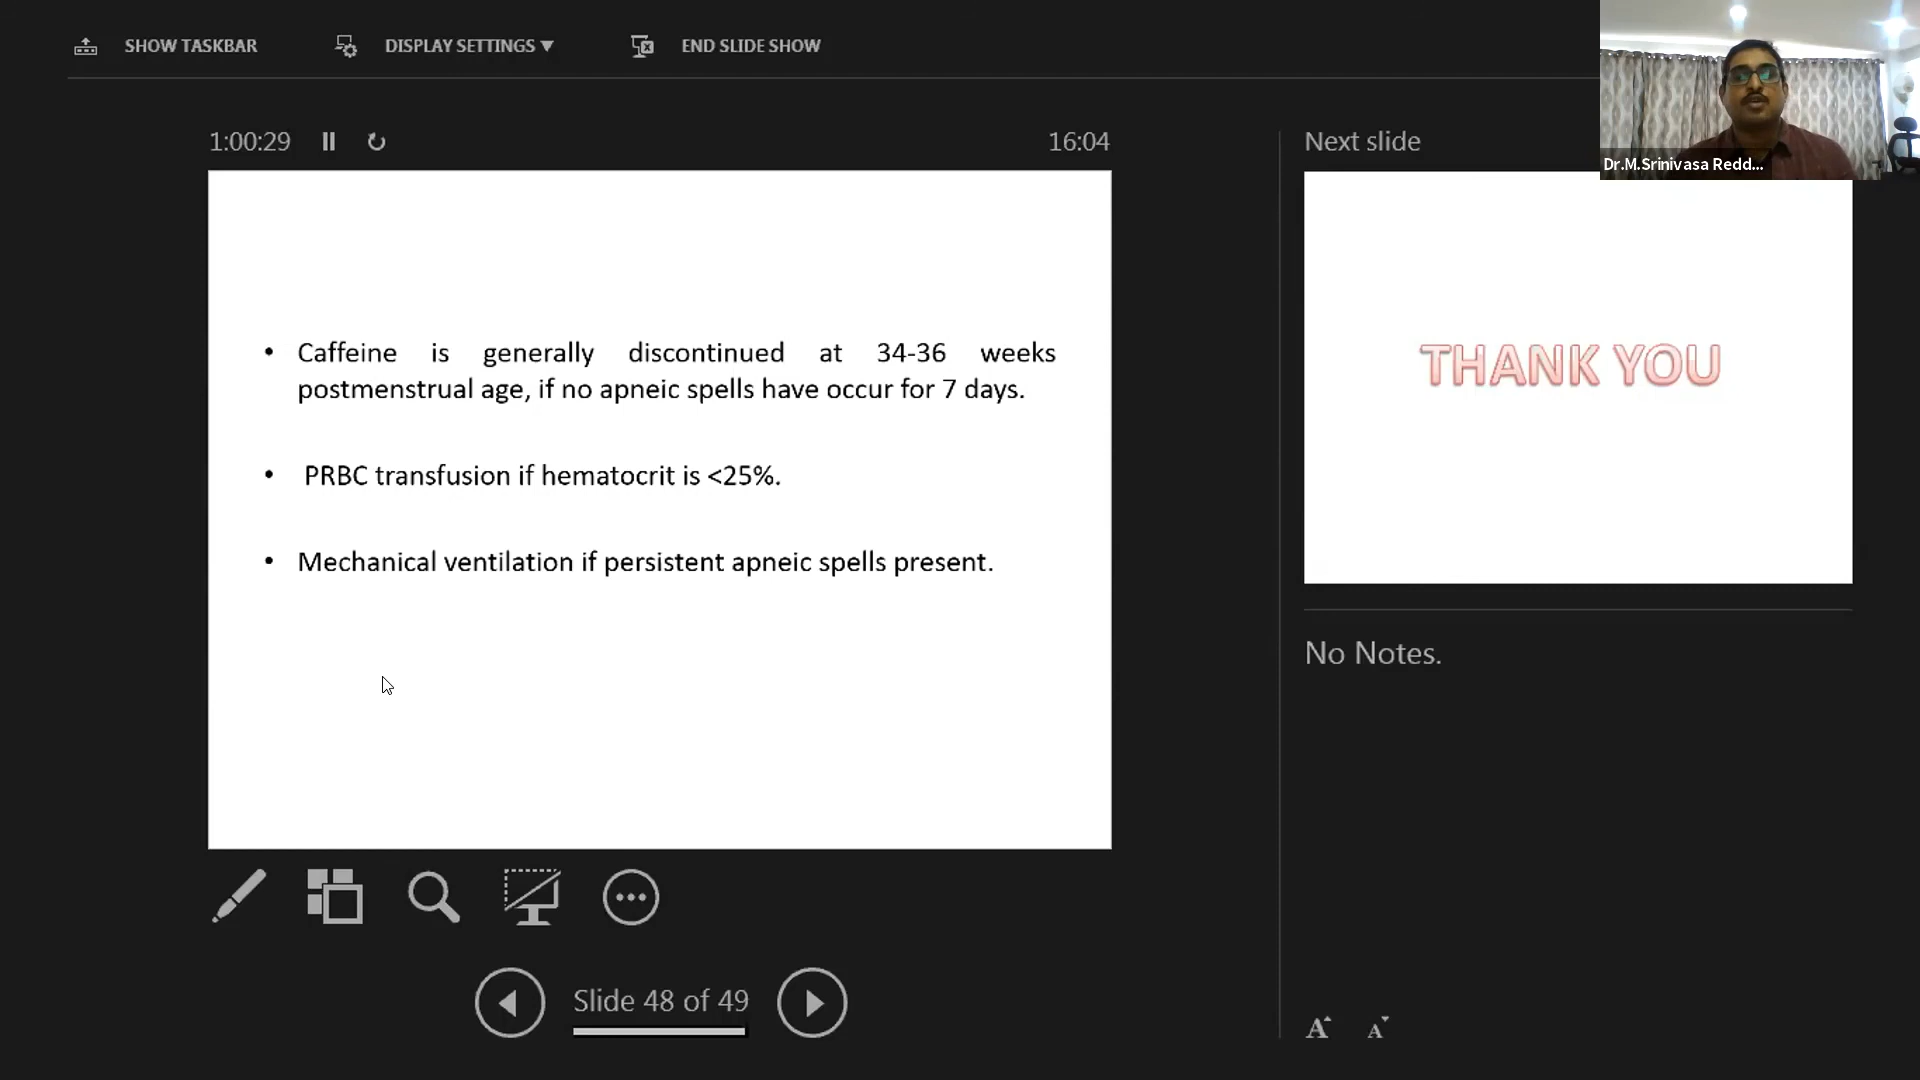 SHOW TASKBAR
DISPLAY SETTINGS ▼
END SLIDE SHOW
1:00:29
16:04
Next slide
Dr.M.Srinivasa Redd...
• Caffeine is generally discontinued at 34-36 weeks
postmenstrual age, if no apneic spells have occur for 7 days.
• PRBC transfusion if hematocrit is <25%.
• Mechanical ventilation if persistent apneic spells present.
THANK YOU
No Notes.
Slide 48 of 49
A A